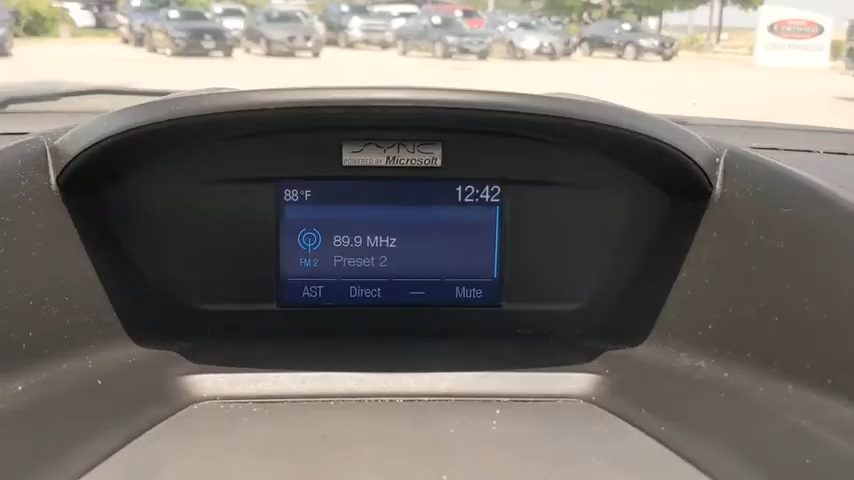 SYNC
POWERED BY Microsoft
88°F 12:42
89.9 MHz
FM 2 Preset 2
AST Direct — Mute